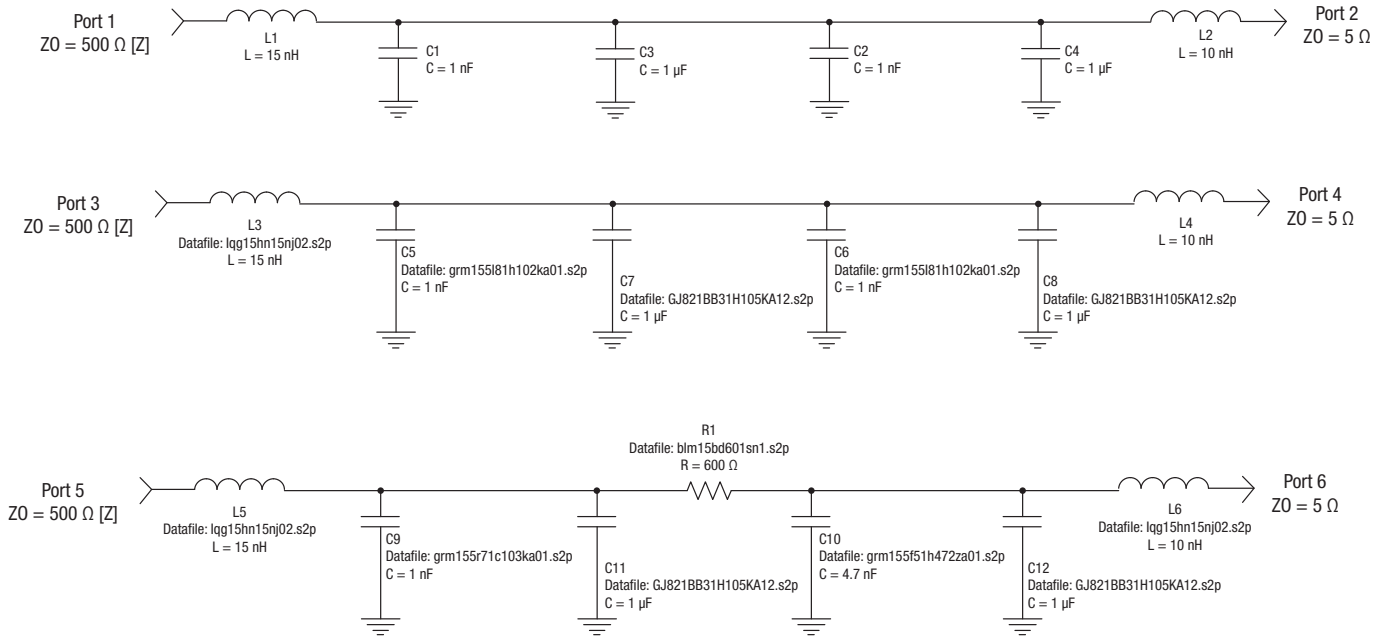 Port 1
ZO = 500 Ω [Z]
L1
L = 15 nH
C1
C = 1 nF
C3
C = 1 µF
C2
C = 1 nF
C4
C = 1 µF
L2
L = 10 nH
Port 2
ZO = 5 Ω
Port 3
ZO = 500 Ω [Z]
L3
Datafile: lqg15hn15nj02.s2p
L = 15 nH
C5
Datafile: grm155l81h102ka01.s2p
C = 1 nF
C7
Datafile: GJ821BB31H105KA12.s2p
C = 1 µF
C6
Datafile: grm155l81h102ka01.s2p
C = 1 nF
C8
Datafile: GJ821BB31H105KA12.s2p
C = 1 µF
L4
L = 10 nH
Port 4
ZO = 5 Ω
Port 5
ZO = 500 Ω [Z]
L5
Datafile: lqg15hn15nj02.s2p
L = 15 nH
C9
Datafile: grm155r71c103ka01.s2p
C = 1 nF
C11
Datafile: GJ821BB31H105KA12.s2p
C = 1 µF
R1
Datafile: blm15bd601sn1.s2p
R = 600 Ω
C10
Datafile: grm155f51h472za01.s2p
C = 4.7 nF
C12
Datafile: GJ821BB31H105KA12.s2p
C = 1 µF
L6
Datafile: lqg15hn15nj02.s2p
L = 10 nH
Port 6
ZO = 5 Ω